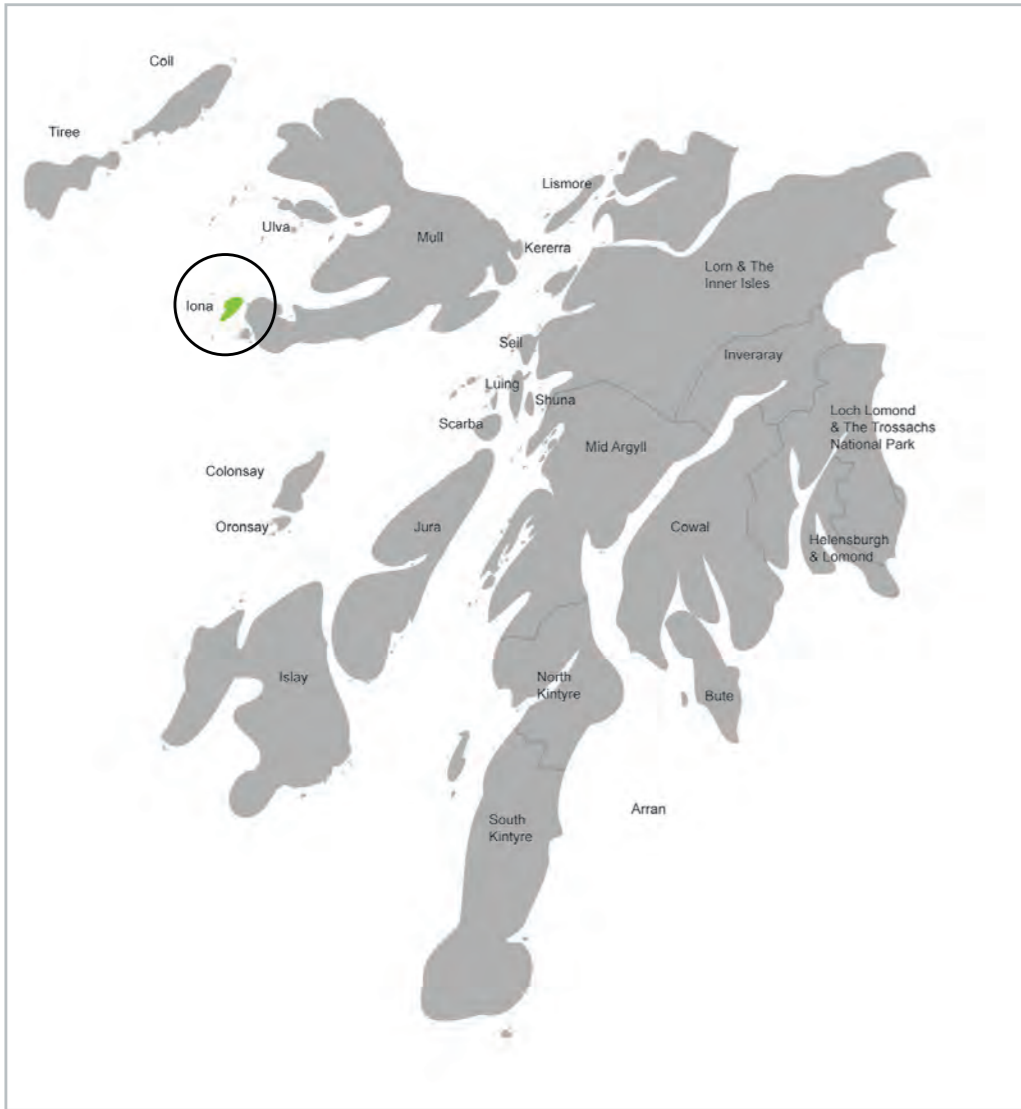 Coll
Tiree
Lismore
Ulva
Mull
Kererra
Lorn & The
Inner Isles
Iona
Seil
Inveraray
Luing
Shuna
Scarba
Loch Lomond
& The Trossachs
National Park
Mid Argyll
Colonsay
Oronsay
Jura
Cowal
Helensburgh
& Lomond
Islay
North
Kintyre
Bute
Arran
South
Kintyre